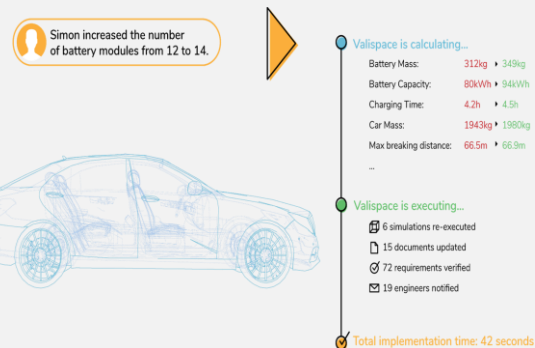 Simon increased the number
of battery modules from 12 to 14.
Valispace is calculating...
Battery Mass: 312kg 349kg
Battery Capacity: 80kWh 94kWh
Charging Time: 4.2h 4.5h
Car Mass: 1943kg 1980kg
Max breaking distance: 66.5m 66.9m
...
Valispace is executing...
6 simulations re-executed
15 documents updated
72 requirements verified
19 engineers notified
Total implementation time: 42 seconds